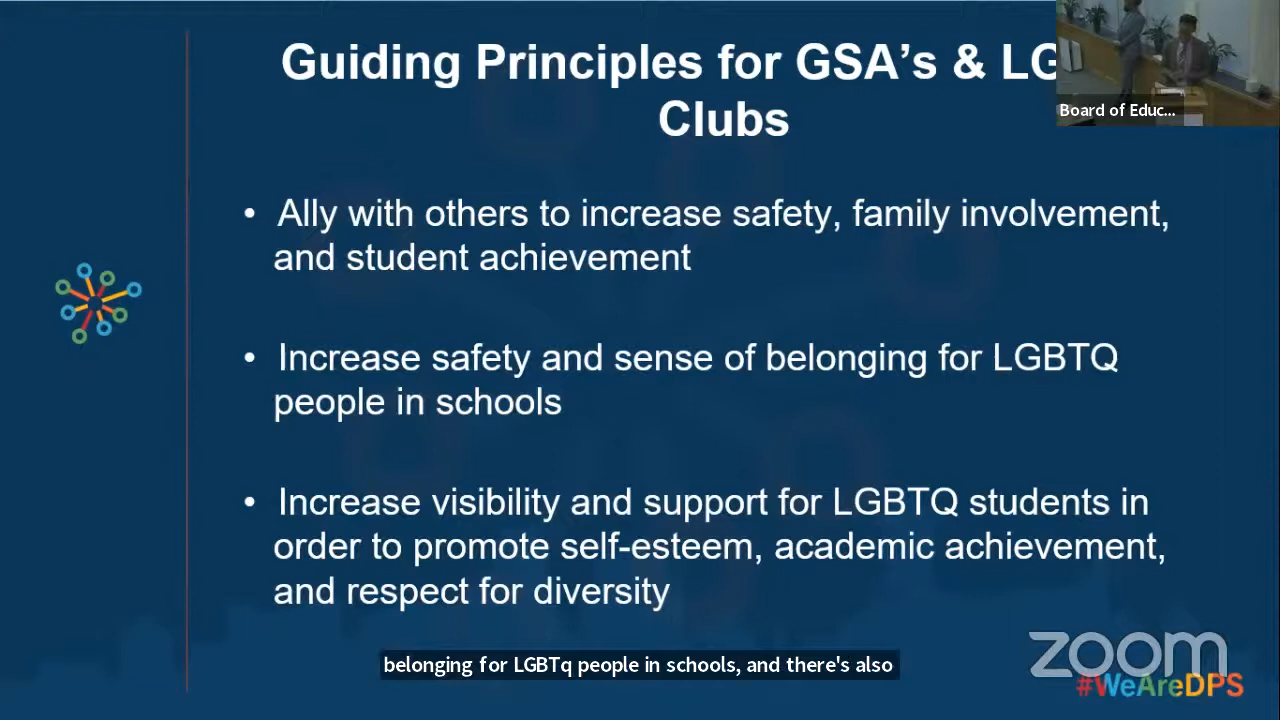 Guiding Principles for GSA's & LG
Clubs
Board of Educ...
• Ally with others to increase safety, family involvement,
and student achievement
• Increase safety and sense of belonging for LGBTQ
people in schools
• Increase visibility and support for LGBTQ students in
order to promote self-esteem, academic achievement,
and respect for diversity
belonging for LGBTq people in schools, and there's also
zoom
#WeAreDPS